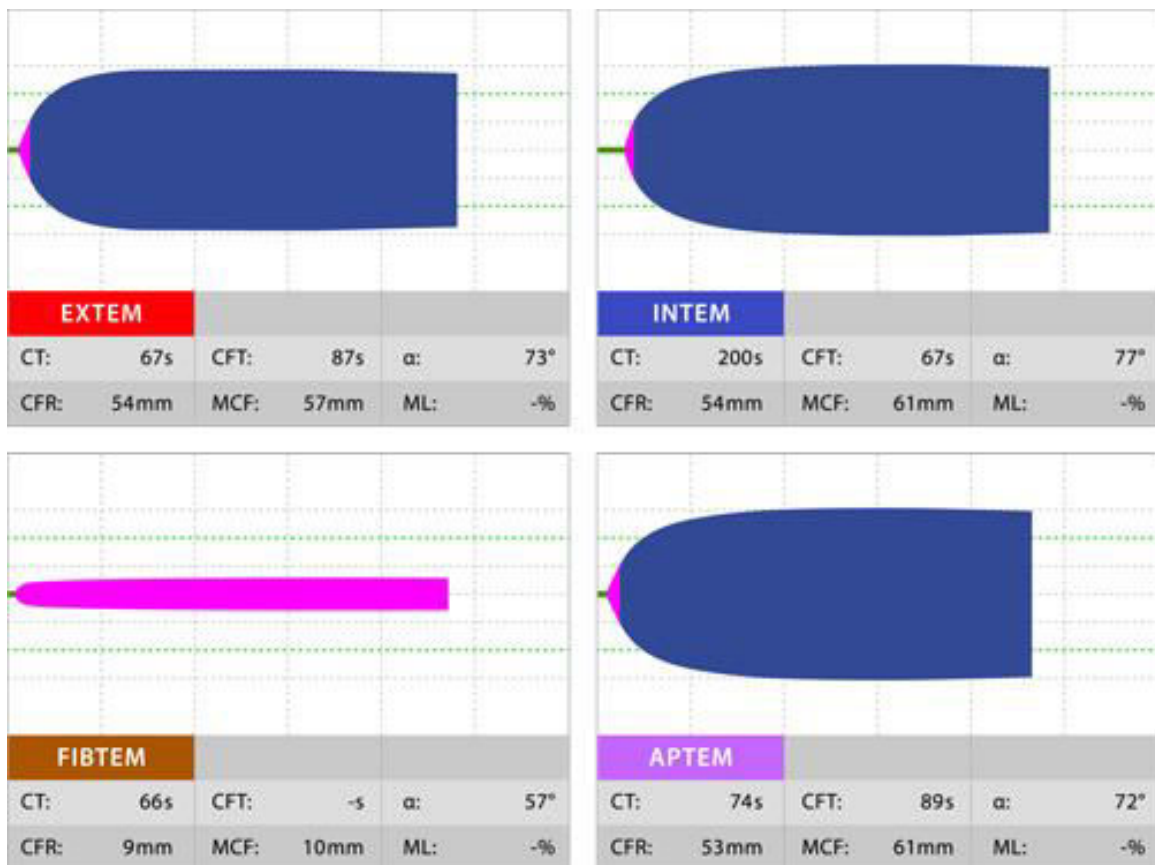 EXTEM
CT: 67s CFT: 87s α: 73°
CFR: 54mm MCF: 57mm ML: -%
INTEM
CT: 200s CFT: 67s α: 77°
CFR: 54mm MCF: 61mm ML: -%
FIBTEM
CT: 66s CFT: -s α: 57°
CFR: 9mm MCF: 10mm ML: -%
APTEM
CT: 74s CFT: 89s α: 72°
CFR: 53mm MCF: 61mm ML: -%